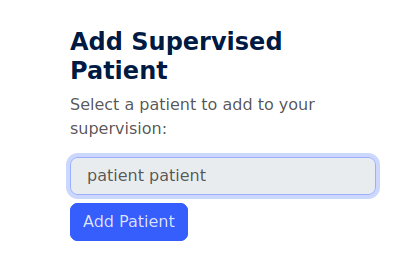 Add Supervised
Patient
Select a patient to add to your
supervision:
patient patient
Add Patient